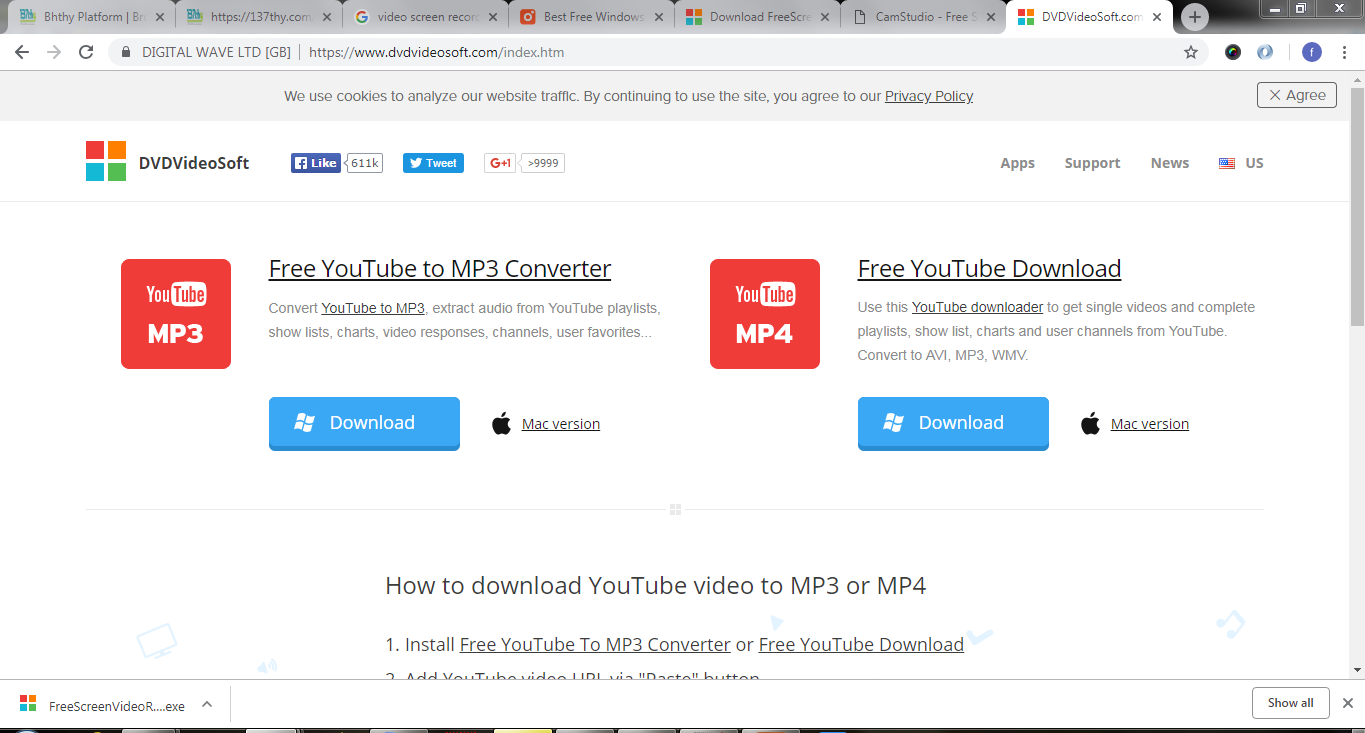 Bhthy Platform | Bh
https://137thy.com
video screen record
Best Free Windows
Download FreeScre
CamStudio - Free S
DVDVideoSoft.com
DIGITAL WAVE LTD [GB] | https://www.dvdvideosoft.com/index.htm
f
We use cookies to analyze our website traffic. By continuing to use the site, you agree to our Privacy Policy
Agree
DVDVideoSoft
Like 611k
Tweet
G+1 >9999
Apps Support News US
YouTube
MP3
Free YouTube to MP3 Converter
Convert YouTube to MP3, extract audio from YouTube playlists,
show lists, charts, video responses, channels, user favorites...
Download
Mac version
YouTube
MP4
Free YouTube Download
Use this YouTube downloader to get single videos and complete
playlists, show list, charts and user channels from YouTube.
Convert to AVI, MP3, WMV.
Download
Mac version
How to download YouTube video to MP3 or MP4
1. Install Free YouTube To MP3 Converter or Free YouTube Download
2. Add YouTube video URL via "Paste" button
FreeScreenVideoR....exe
Show all